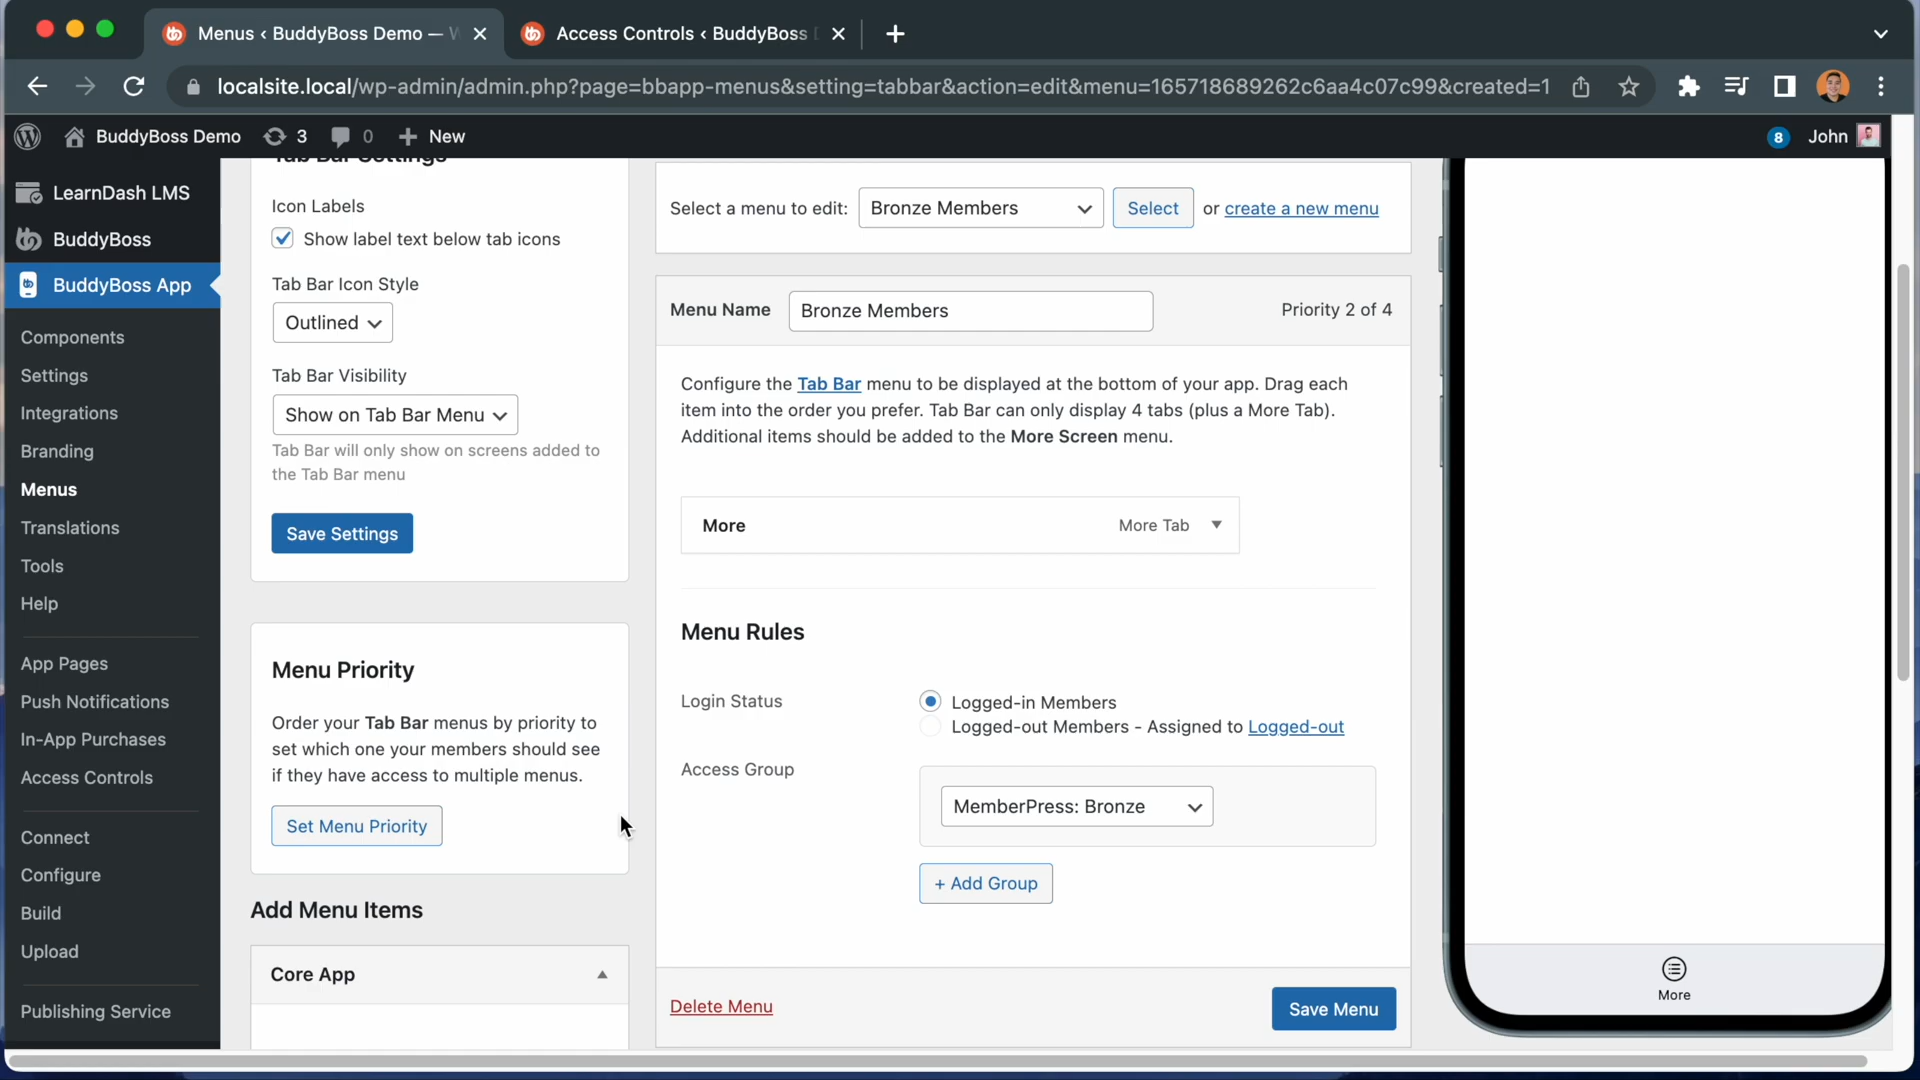 Menus < BuddyBoss Demo — W
Access Controls < BuddyBoss D
localsite.local/wp-admin/admin.php?page=bbapp-menus&setting=tabbar&action=edit&menu=165718689262c6aa4c07c99&created=1
BuddyBoss Demo
3
0
New
8
John
LearnDash LMS
BuddyBoss
BuddyBoss App
Components
Settings
Integrations
Branding
Menus
Translations
Tools
Help
App Pages
Push Notifications
In-App Purchases
Access Controls
Connect
Configure
Build
Upload
Publishing Service
Tab Bar Settings
Icon Labels
Show label text below tab icons
Tab Bar Icon Style
Outlined
Tab Bar Visibility
Show on Tab Bar Menu
Tab Bar will only show on screens added to
the Tab Bar menu
Save Settings
Menu Priority
Order your Tab Bar menus by priority to
set which one your members should see
if they have access to multiple menus.
Set Menu Priority
Add Menu Items
Core App
Select a menu to edit: Bronze Members Select or create a new menu
Menu Name Bronze Members Priority 2 of 4
Configure the Tab Bar menu to be displayed at the bottom of your app. Drag each
item into the order you prefer. Tab Bar can only display 4 tabs (plus a More Tab).
Additional items should be added to the More Screen menu.
More More Tab
Menu Rules
Login Status Logged-in Members
Logged-out Members - Assigned to Logged-out
Access Group
MemberPress: Bronze
+ Add Group
Delete Menu
Save Menu
More